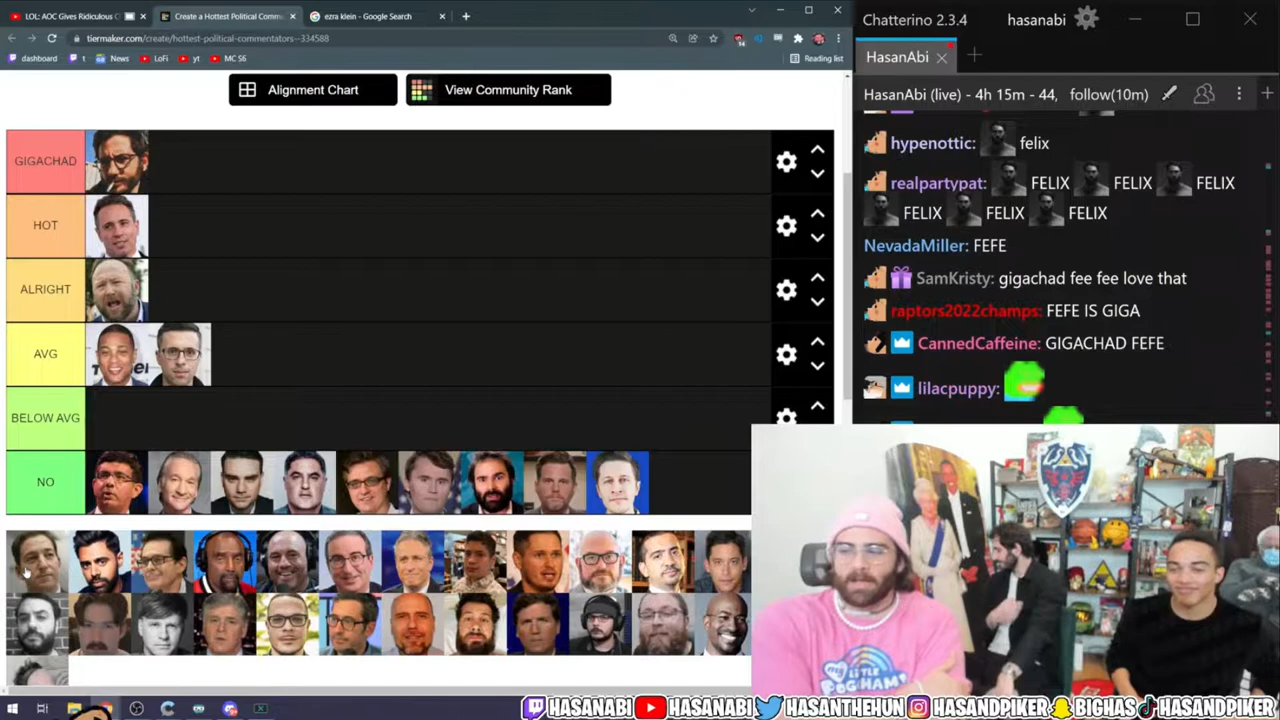 LOL: AOC Gives Ridiculous C
Create a Hottest Political Comm
ezra klein - Google Search
tiermaker.com/create/hottest-political-commentators--334588
dashboard
t
News
LoFi
yt
MC S6
Reading list
Alignment Chart
View Community Rank
GIGACHAD
HOT
ALRIGHT
AVG
BELOW AVG
NO
Chatterino 2.3.4
hasanabi
HasanAbi
HasanAbi (live) - 4h 15m - 44,
follow(10m)
hypenottic: felix
realpartypat: FELIX FELIX FELIX
FELIX FELIX FELIX
NevadaMiller: FEFE
SamKristy: gigachad fee fee love that
raptors2022champs: FEFE IS GIGA
CannedCaffeine: GIGACHAD FEFE
lilacpuppy:
MY LITTLE
POGCHAMP
HASANABI
HASANABI
HASANTHEHUN
HASANDPIKER
BIGHAS
HASANDPIKER